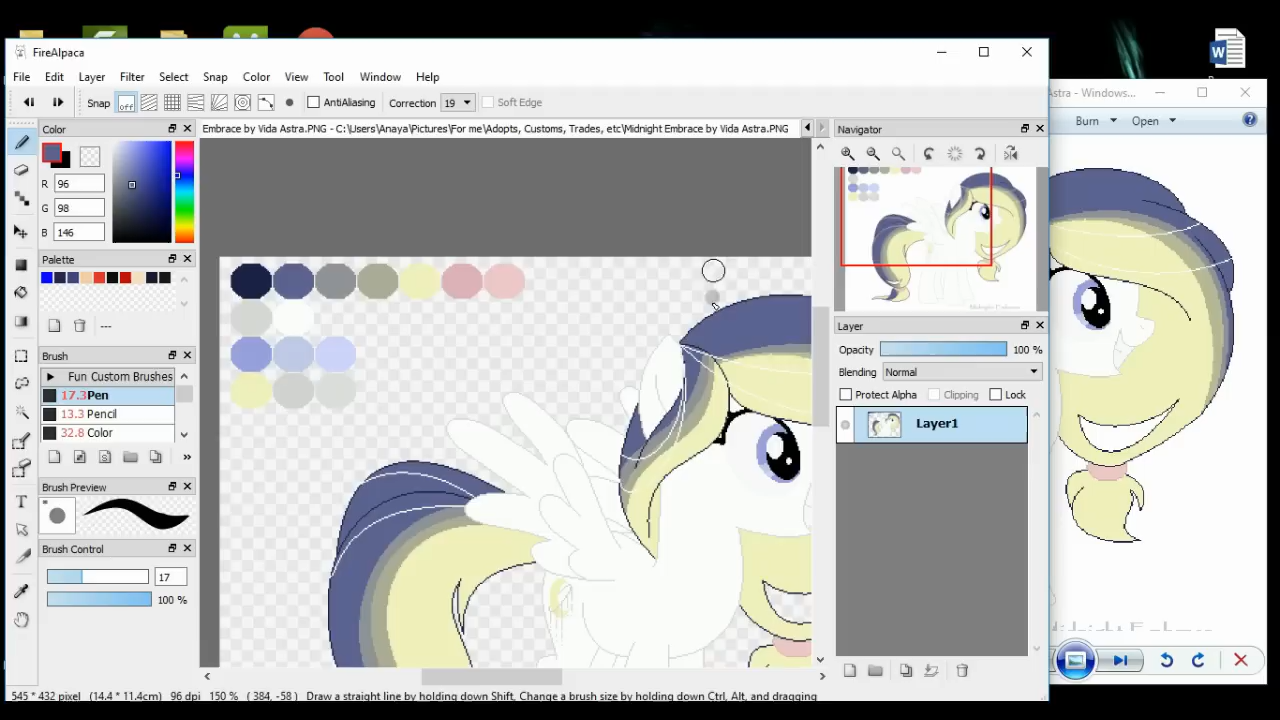 FireAlpaca
File Edit Layer Filter Select Snap Color View Tool Window Help
Snap off AntiAliasing Correction 19 Soft Edge
Astra - Windows...
Burn Open
Color
Embrace by Vida Astra.PNG - C:\Users\Anaya\Pictures\For me\Adopts, Customs, Trades, etc\Midnight Embrace by Vida Astra.PNG
Navigator
R 96
G 98
B 146
Palette
---
Brush
Fun Custom Brushes
17.3 Pen
13.3 Pencil
32.8 Color
Brush Preview
Brush Control
17
100 %
Layer
Opacity 100 %
Blending Normal
Protect Alpha Clipping Lock
Layer1
545 * 432 pixel (14.4 * 11.4cm) 96 dpi 150 % ( 384, -58 ) Draw a straight line by holding down Shift, Change a brush size by holding down Ctrl, Alt, and dragging